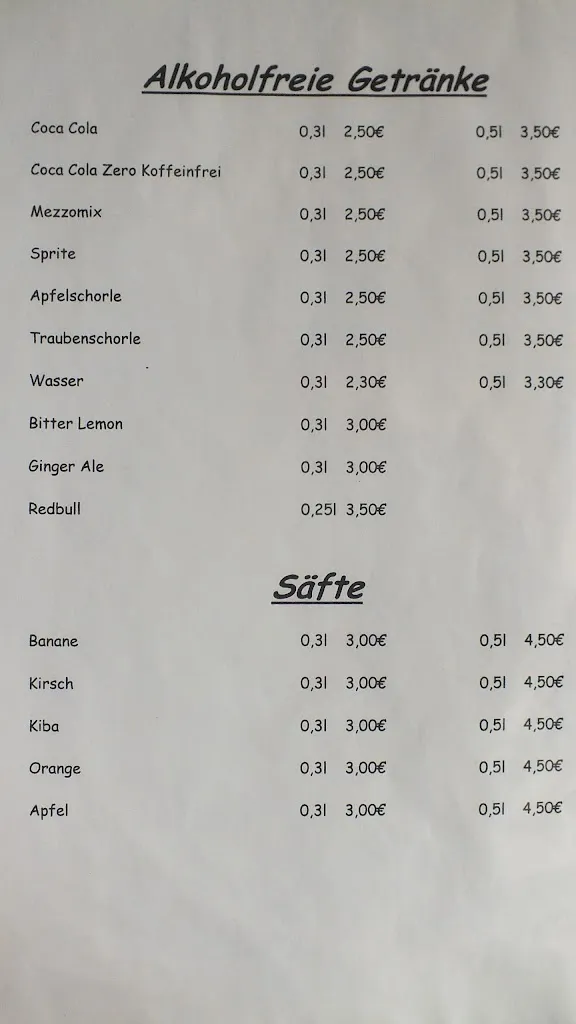 Alkoholfreie Getränke
Coca Cola 0,3l 2,50€ 0,5l 3,50€
Coca Cola Zero Koffeinfrei 0,3l 2,50€ 0,5l 3,50€
Mezzomix 0,3l 2,50€ 0,5l 3,50€
Sprite 0,3l 2,50€ 0,5l 3,50€
Apfelschorle 0,3l 2,50€ 0,5l 3,50€
Traubenschorle 0,3l 2,50€ 0,5l 3,50€
Wasser 0,3l 2,30€ 0,5l 3,30€
Bitter Lemon 0,3l 3,00€
Ginger Ale 0,3l 3,00€
Redbull 0,25l 3,50€
Säfte
Banane 0,3l 3,00€ 0,5l 4,50€
Kirsch 0,3l 3,00€ 0,5l 4,50€
Kiba 0,3l 3,00€ 0,5l 4,50€
Orange 0,3l 3,00€ 0,5l 4,50€
Apfel 0,3l 3,00€ 0,5l 4,50€